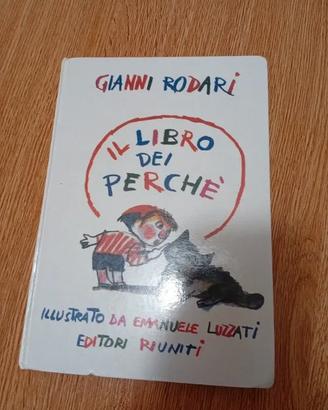 GIANNI RODARi
IL LIBRO
DEI
PERCHÈ
ILLUSTRATO DA EMANUELE LUZZATI
EDITORI RIUNITI